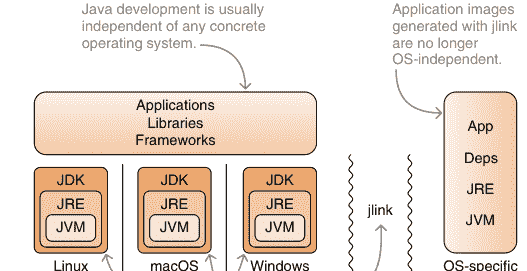 Java development is usually
independent of any concrete
operating system.
Application images
generated with jlink
are no longer
OS-independent.
Applications
Libraries
Frameworks
JDK
JRE
JVM
Linux
JDK
JRE
JVM
macOS
JDK
JRE
JVM
Windows
jlink
App
Deps
JRE
JVM
OS-specific